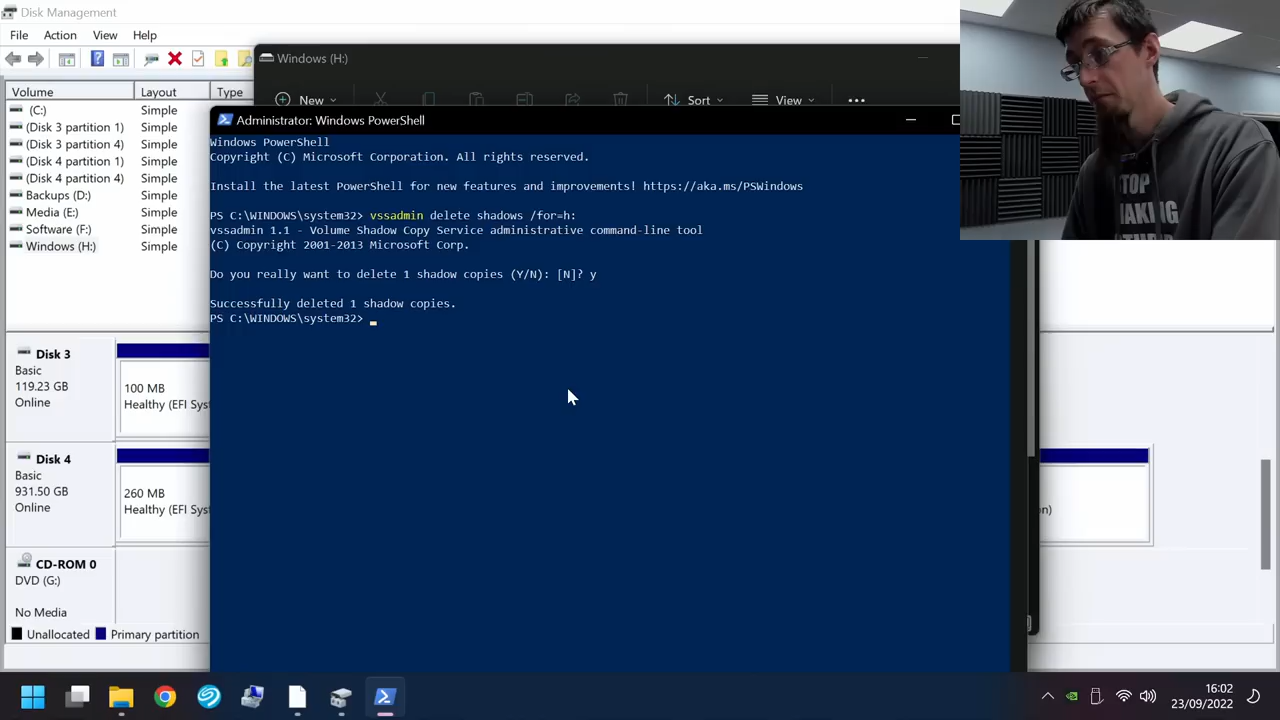 Disk Management
File Action View Help
Volume Layout Type
(C:) Simple
(Disk 3 partition 1) Simple
(Disk 3 partition 4) Simple
(Disk 4 partition 1) Simple
(Disk 4 partition 4) Simple
Backups (D:) Simple
Media (E:) Simple
Software (F:) Simple
Windows (H:) Simple
Windows (H:)
New Sort View
Administrator: Windows PowerShell
Windows PowerShell
Copyright (C) Microsoft Corporation. All rights reserved.
Install the latest PowerShell for new features and improvements! https://aka.ms/PSWindows
PS C:\WINDOWS\system32> vssadmin delete shadows /for=h:
vssadmin 1.1 - Volume Shadow Copy Service administrative command-line tool
(C) Copyright 2001-2013 Microsoft Corp.
Do you really want to delete 1 shadow copies (Y/N): [N]? y
Successfully deleted 1 shadow copies.
PS C:\WINDOWS\system32>
Disk 3
Basic
119.23 GB
Online
100 MB
Healthy (EFI Sys
Disk 4
Basic
931.50 GB
Online
260 MB
Healthy (EFI Sys
on)
CD-ROM 0
DVD (G:)
No Media
Unallocated Primary partition
16:02
23/09/2022